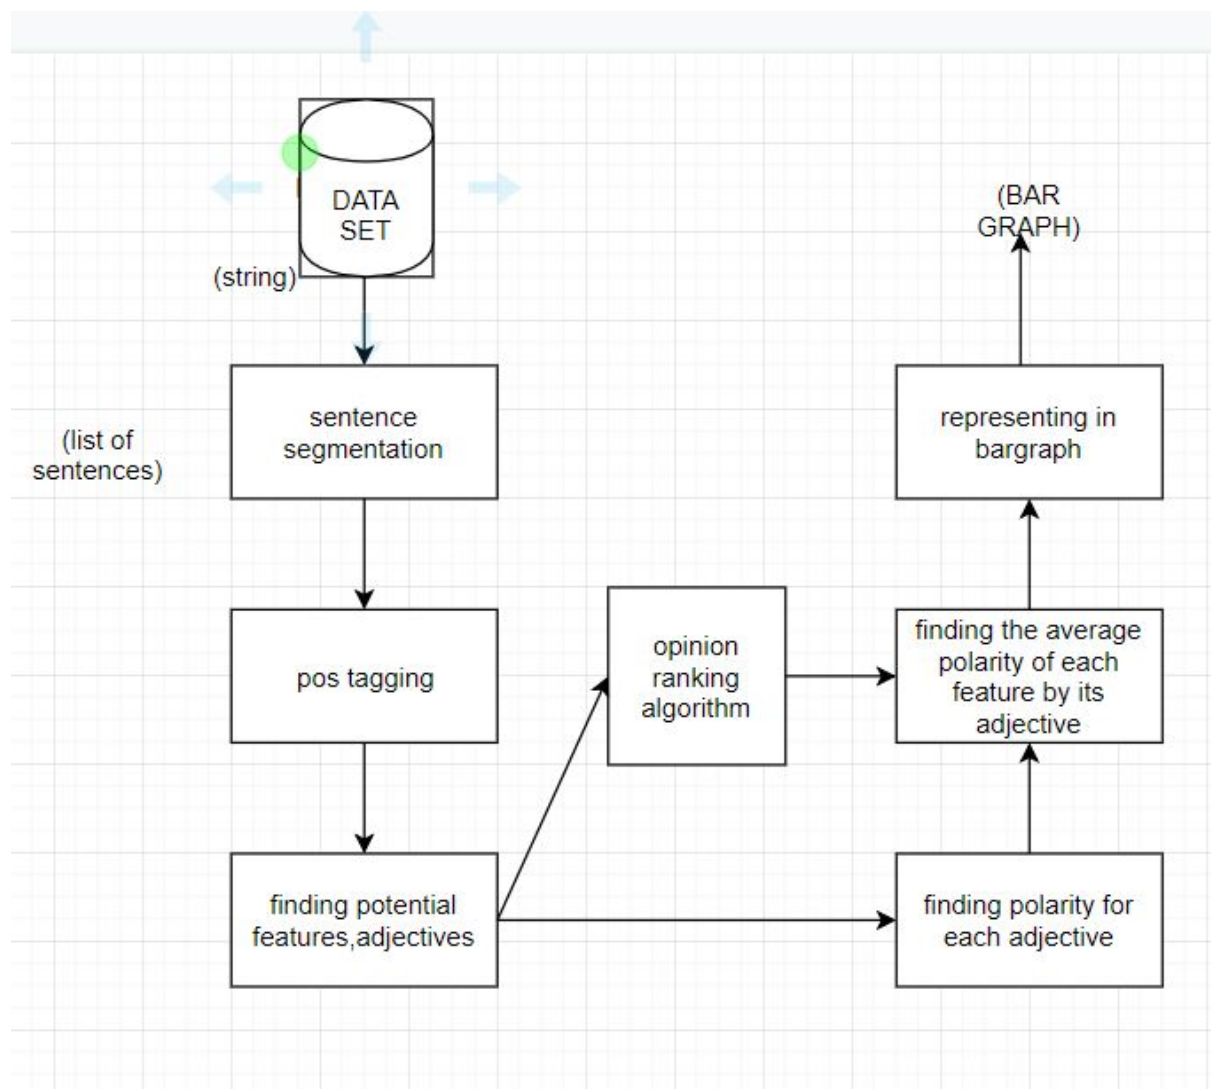 DATA
SET
(string)
sentence
segmentation
(list of
sentences)
pos tagging
finding potential
features,adjectives
opinion
ranking
algorithm
finding polarity for
each adjective
finding the average
polarity of each
feature by its
adjective
representing in
bargraph
(BAR
GRAPH)